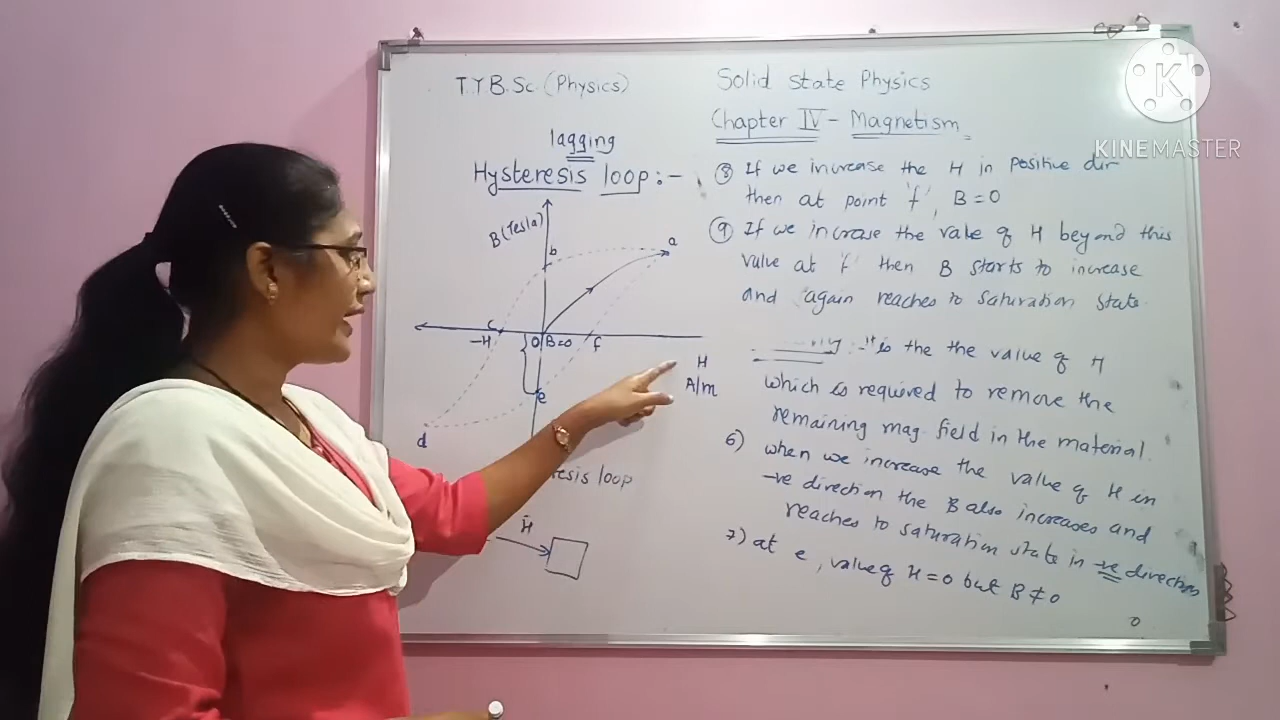 T.Y.B.Sc.(Physics)
lagging
Hysteresis loop:-
B(Tesla)
b
a
c
-H
O
B=0
f
H
A/m
e
d
loop
H
Solid state Physics
Chapter IV - Magnetism
⑧ If we increase the H in positive dir
then at point 'f', B=0
⑨ If we increase the value of H beyond this
value at 'f' then B starts to increase
and again reaches to saturation state.
is the the value of H
which is required to remove the
remaining mag. field in the material.
6) when we increase the value of H in
-ve direction the B also increases and
reaches to saturation state in -ve direction
7) at e, value of H=0 but B≠0
K
KINEMASTER